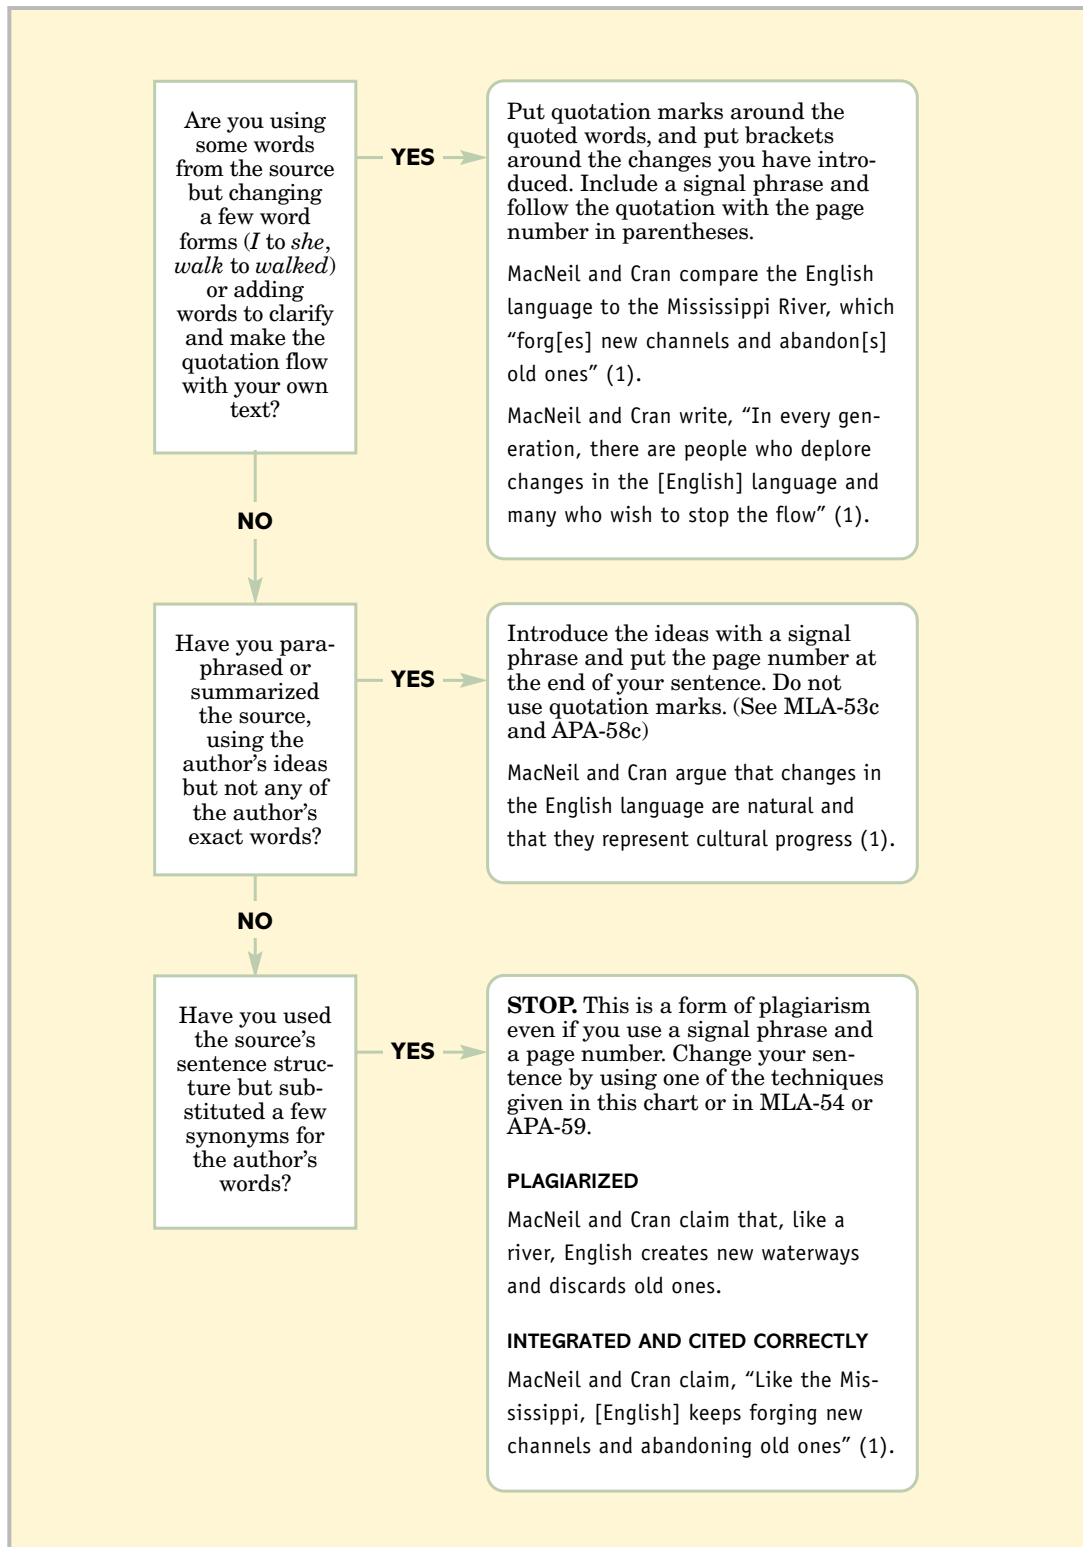 Are you using
some words
from the source
but changing
a few word
forms (I to she,
walk to walked)
or adding
words to clarify
and make the
quotation flow
with your own
text?
YES
Put quotation marks around the
quoted words, and put brackets
around the changes you have intro-
duced. Include a signal phrase and
follow the quotation with the page
number in parentheses.
MacNeil and Cran compare the English
language to the Mississippi River, which
“forg[es] new channels and abandon[s]
old ones” (1).
MacNeil and Cran write, “In every gen-
eration, there are people who deplore
changes in the [English] language and
many who wish to stop the flow” (1).
NO
Have you para-
phrased or
summarized
the source,
using the
author’s ideas
but not any of
the author’s
exact words?
YES
Introduce the ideas with a signal
phrase and put the page number at
the end of your sentence. Do not
use quotation marks. (See MLA-53c
and APA-58c)
MacNeil and Cran argue that changes in
the English language are natural and
that they represent cultural progress (1).
NO
Have you used
the source’s
sentence struc-
ture but sub-
stituted a few
synonyms for
the author’s
words?
YES
STOP. This is a form of plagiarism
even if you use a signal phrase and
a page number. Change your sen-
tence by using one of the techniques
given in this chart or in MLA-54 or
APA-59.
PLAGIARIZED
MacNeil and Cran claim that, like a
river, English creates new waterways
and discards old ones.
INTEGRATED AND CITED CORRECTLY
MacNeil and Cran claim, “Like the Mis-
sissippi, [English] keeps forging new
channels and abandoning old ones” (1).